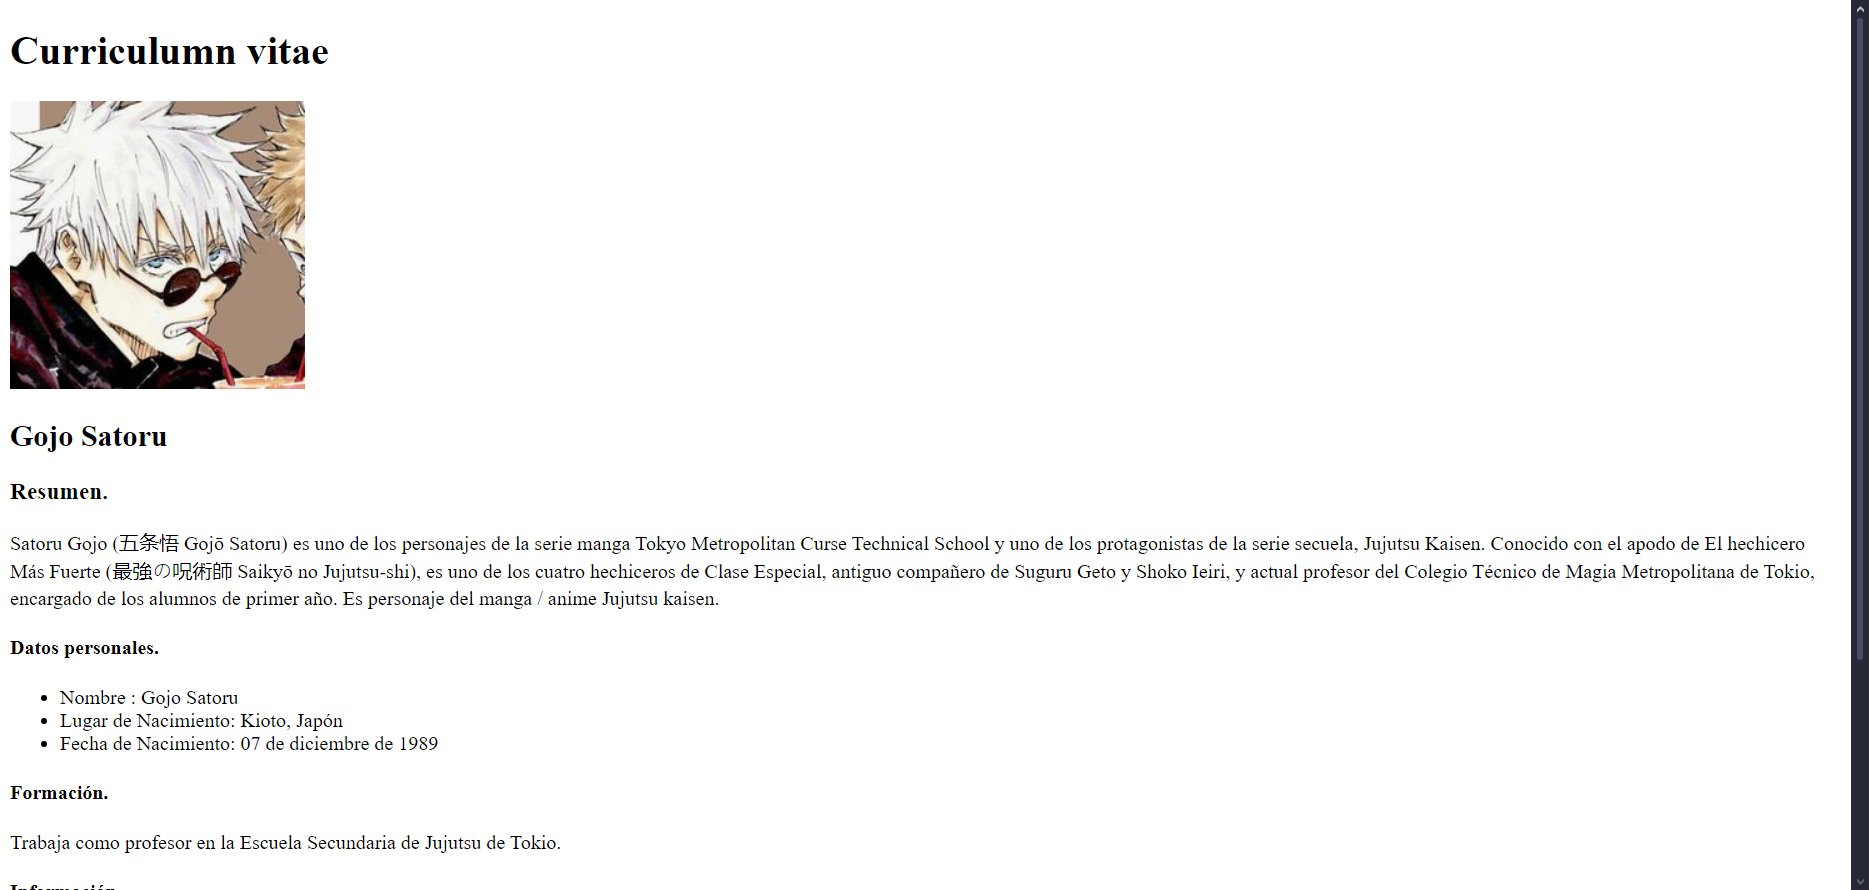 Curriculumn vitae
Gojo Satoru
Resumen.
Satoru Gojo (五条悟 Gojō Satoru) es uno de los personajes de la serie manga Tokyo Metropolitan Curse Technical School y uno de los protagonistas de la serie secuela, Jujutsu Kaisen. Conocido con el apodo de El hechicero
Más Fuerte (最強の呪術師 Saikyō no Jujutsu-shi), es uno de los cuatro hechiceros de Clase Especial, antiguo compañero de Suguru Geto y Shoko Ieiri, y actual profesor del Colegio Técnico de Magia Metropolitana de Tokio,
encargado de los alumnos de primer año. Es personaje del manga / anime Jujutsu kaisen.
Datos personales.
Nombre : Gojo Satoru
Lugar de Nacimiento: Kioto, Japón
Fecha de Nacimiento: 07 de diciembre de 1989
Formación.
Trabaja como profesor en la Escuela Secundaria de Jujutsu de Tokio.